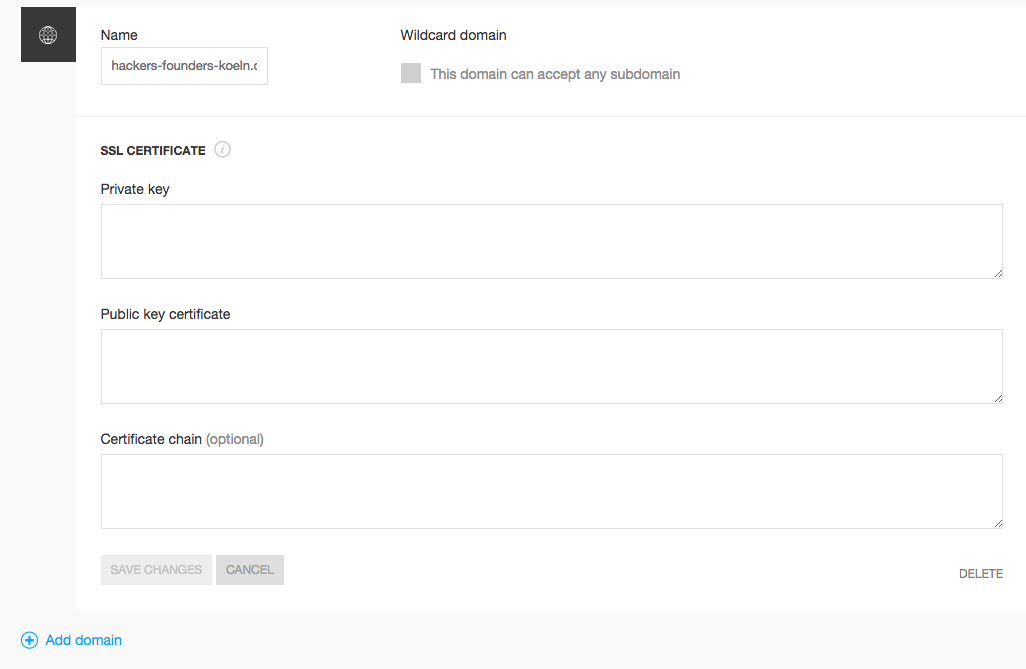 Name
Wildcard domain
hackers-founders-koeln.
This domain can accept any subdomain
SSL CERTIFICATE i
Private key
Public key certificate
Certificate chain (optional)
SAVE CHANGES
CANCEL
DELETE
Add domain